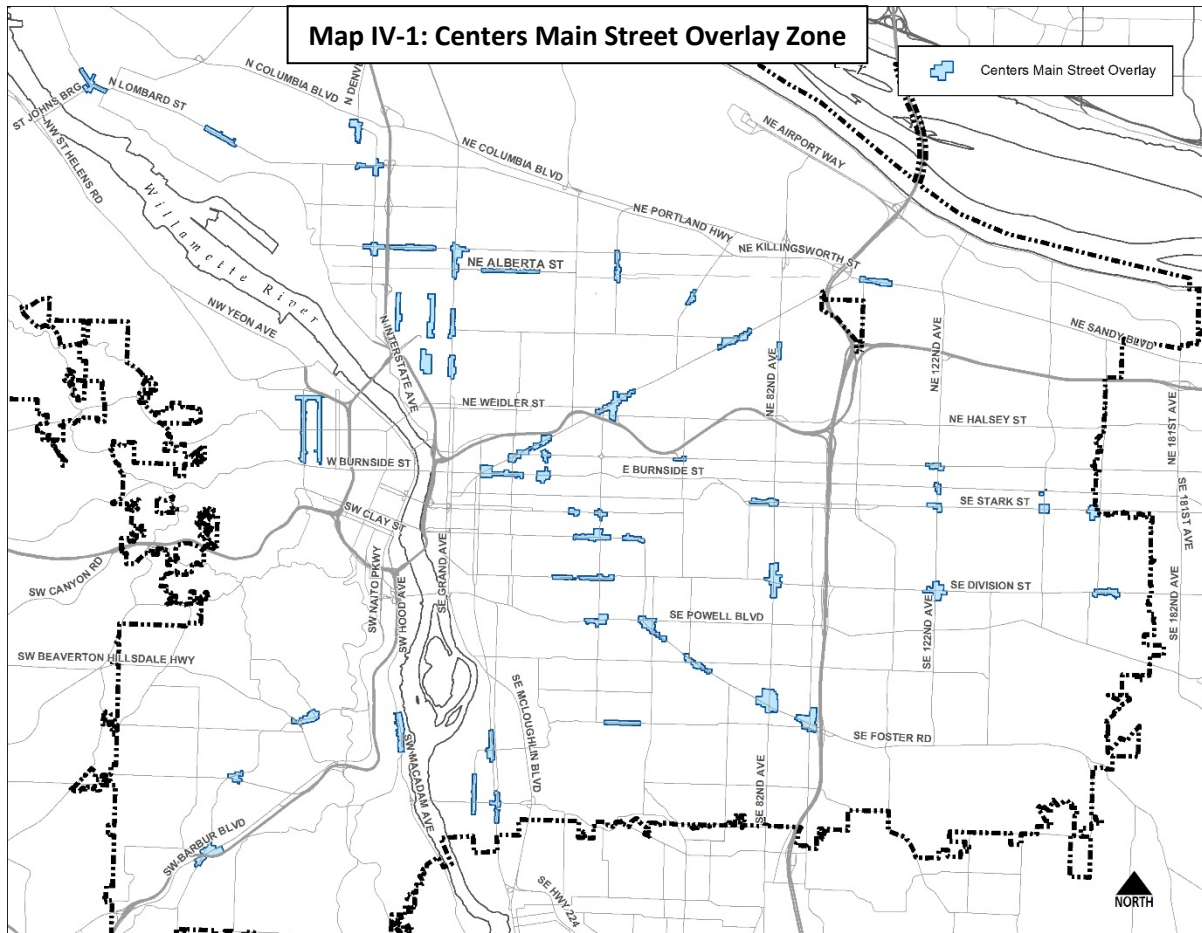 Map IV-1: Centers Main Street Overlay Zone
Centers Main Street Overlay
ST JOHNS BRG
N LOMBARD ST
N COLUMBIA BLVD
N DENV
NW ST HELENS RD
NE COLUMBIA BLVD
NE AIRPORT WAY
Willamette River
NE PORTLAND HWY
NE KILLINGSWORTH ST
NE ALBERTA ST
NW YEON AVE
N INTERSTATE AVE
NE 82ND AVE
NE 122ND AVE
NE SANDY BLVD
NE WEIDLER ST
NE HALSEY ST
NE 181ST AVE
W BURNSIDE ST
E BURNSIDE ST
SE STARK ST
SE 181ST AVE
SW CLAY ST
SW CANYON RD
SW NAITO PKWY
SW HOOD AVE
SE GRAND AVE
SE DIVISION ST
SE POWELL BLVD
SE 122ND AVE
SE 182ND AVE
SW BEAVERTON HILLSDALE HWY
SE MCLOUGHLIN BLVD
SW MACADAM AVE
SE FOSTER RD
SE 82ND AVE
SW BARBUR BLVD
SE HWY 224
NORTH